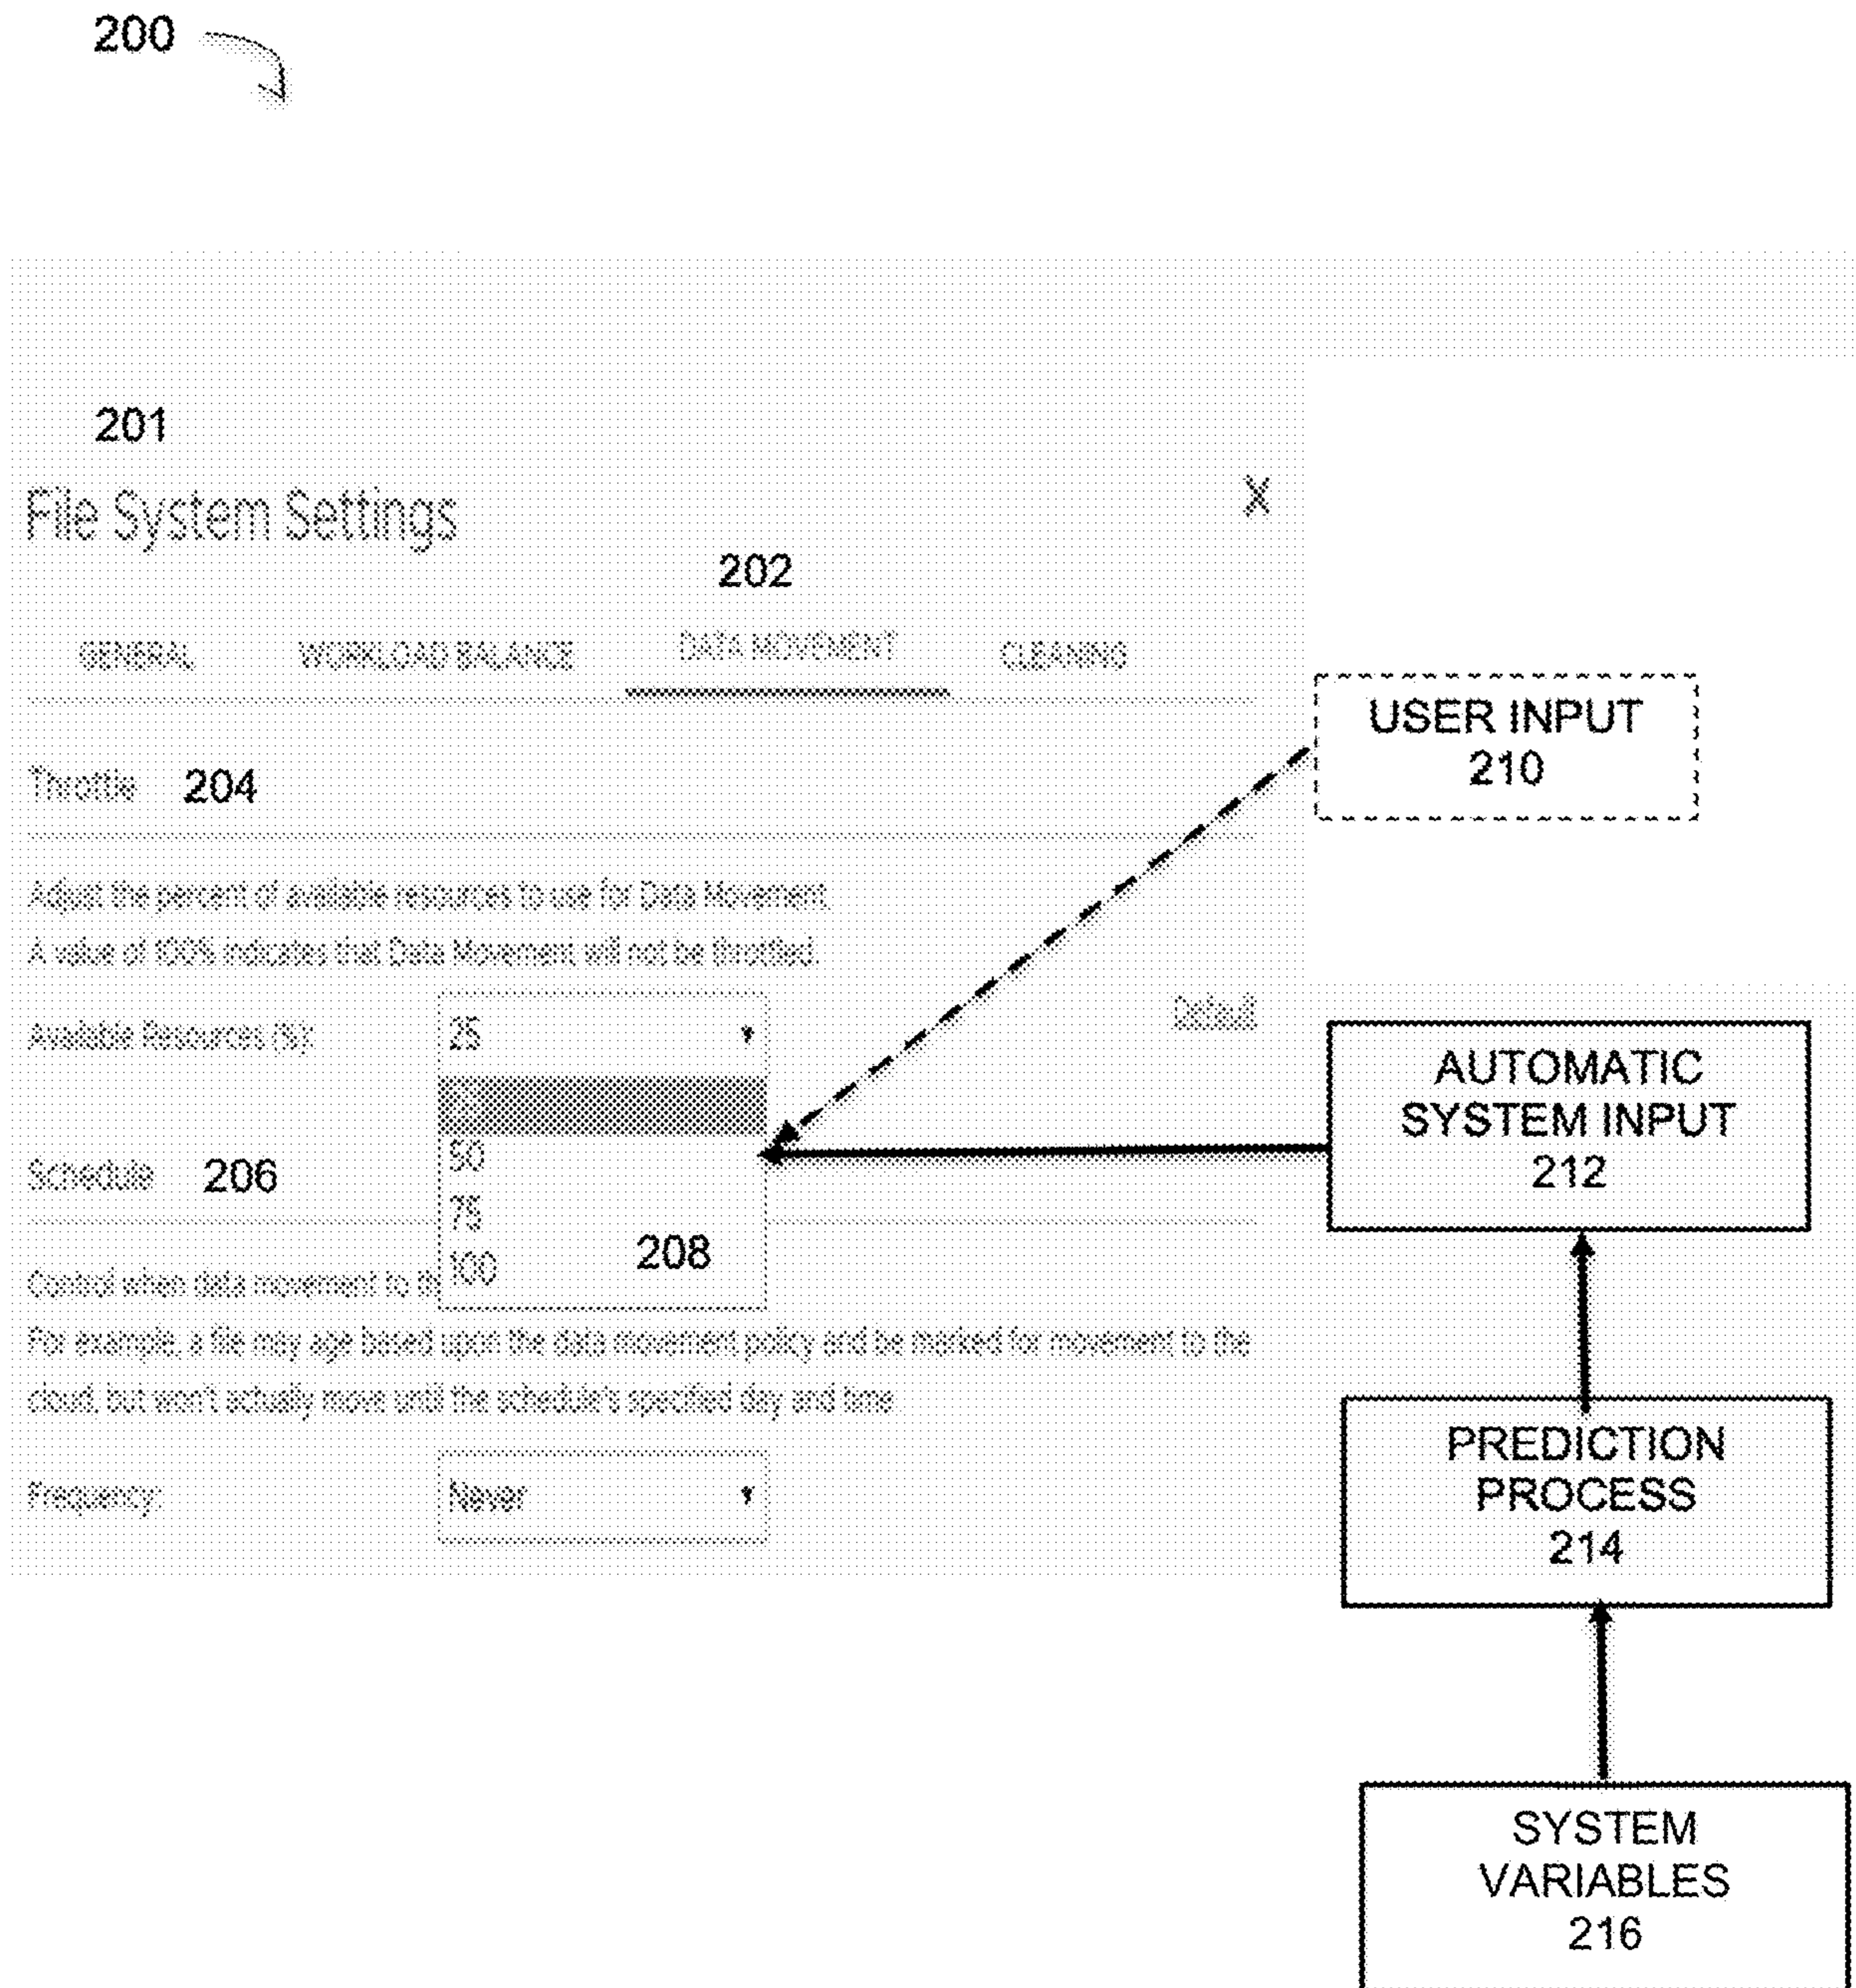 200
201
File System Settings
X
202
GENERAL WORKLOAD BALANCE DATA MOVEMENT CLEANING
USER INPUT
210
Throttle 204
Adjust the percent of available resources to use for Data Movement.
A value of 100% indicates that Data Movement will not be throttled.
Available Resources (%): 25 Default
AUTOMATIC
SYSTEM INPUT
212
50
Schedule 206
75
100 208
Control when data movement to th
For example, a file may age based upon the data movement policy and be marked for movement to the
cloud, but won't actually move until the schedule's specified day and time
Frequency: Never
PREDICTION
PROCESS
214
SYSTEM
VARIABLES
216